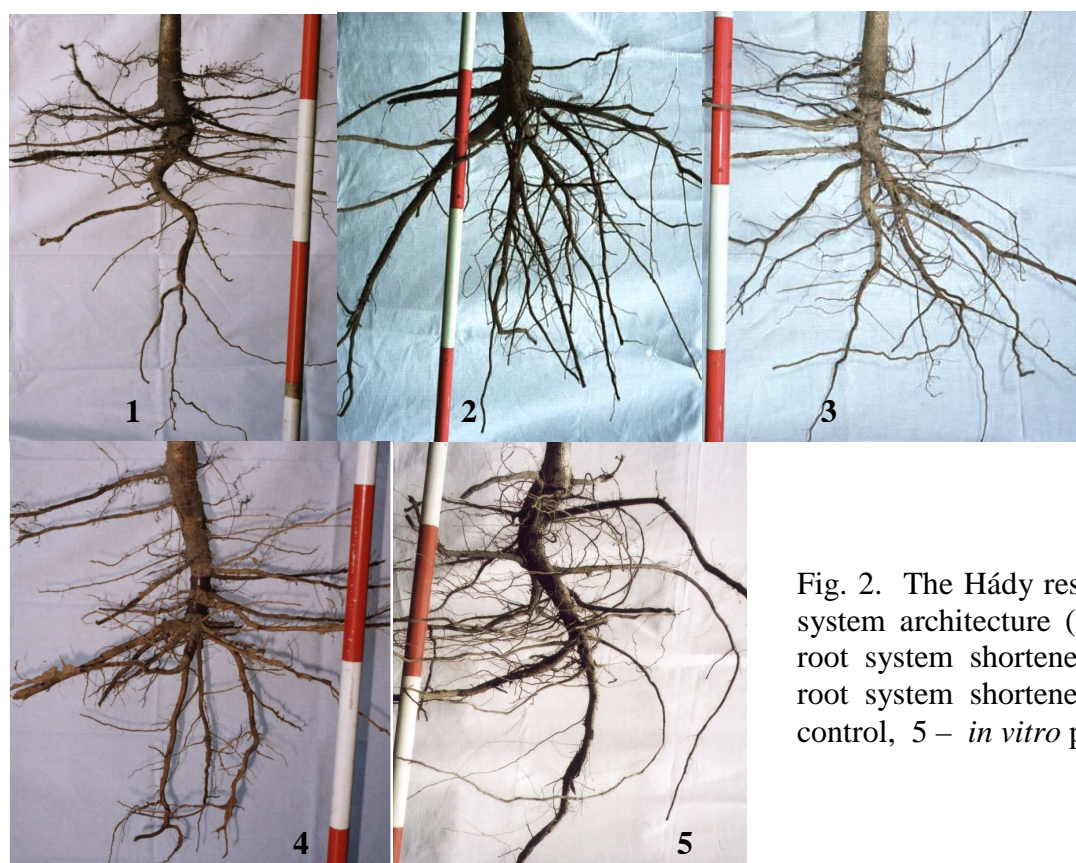 1
2
3
4
5
Fig. 2. The Hády res
system architecture (
root system shortene
root system shortene
control, 5 – in vitro p